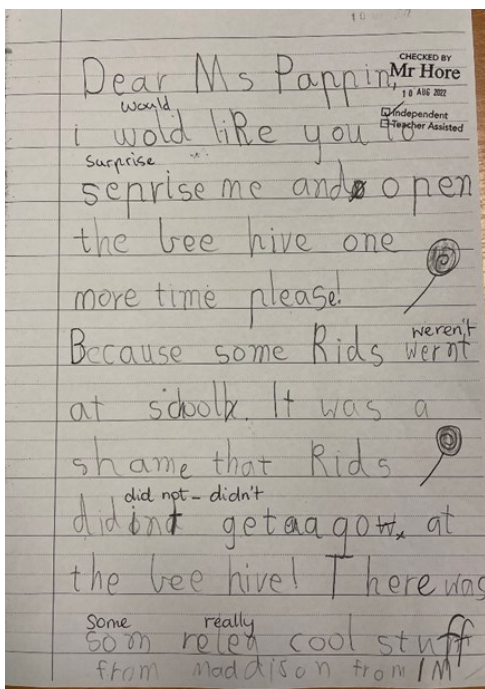 Dear Ms Pappin,
CHECKED BY
Mr Hore
10 AUG 2022
Independent
Teacher Assisted
would
i wold like you to
surprise
seprise me and open
the bee hive one
more time please!
weren't
Because some kids wernt
at school. It was a
shame that kids
did not - didn't
didint get a go at
the bee hive! There was
some really
som reley cool stuff
from maddison from 1M